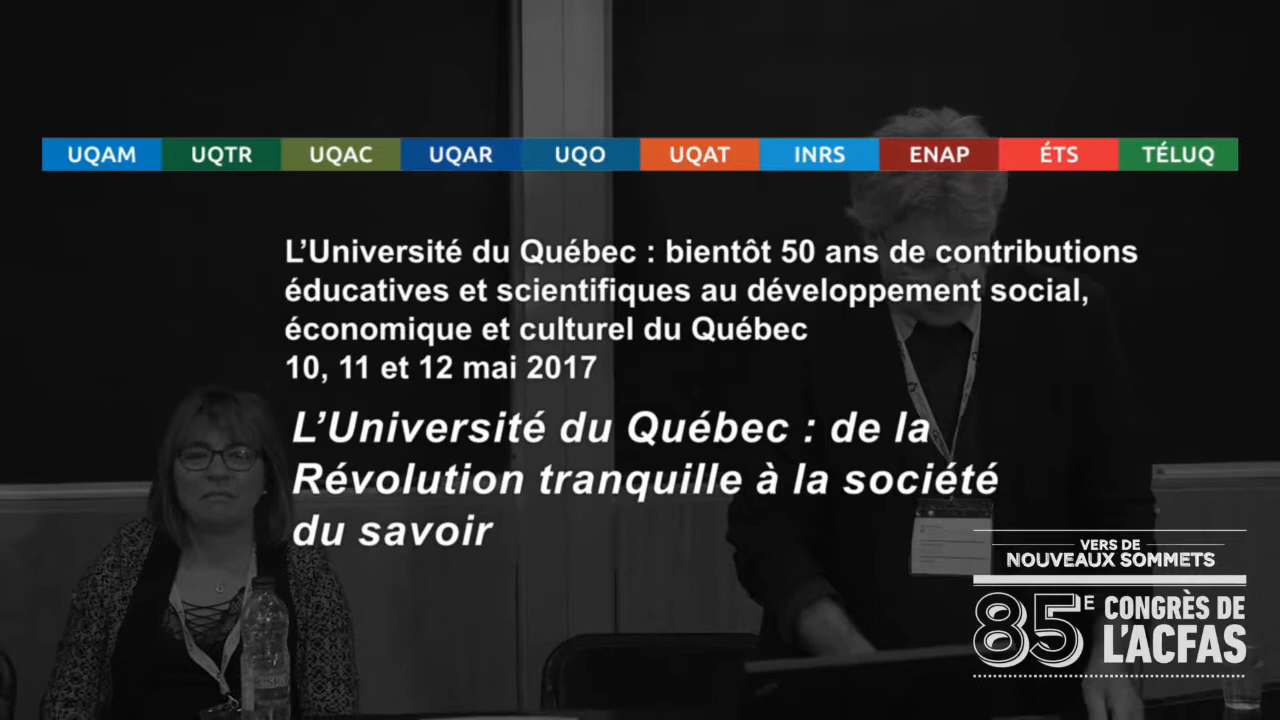 UQAM UQTR UQAC UQAR UQO UQAT INRS ENAP ÉTS TÉLUQ
L’Université du Québec : bientôt 50 ans de contributions
éducatives et scientifiques au développement social,
économique et culturel du Québec
10, 11 et 12 mai 2017
L’Université du Québec : de la
Révolution tranquille à la société
du savoir
VERS DE
NOUVEAUX SOMMETS
85E CONGRÈS DE
L’ACFAS